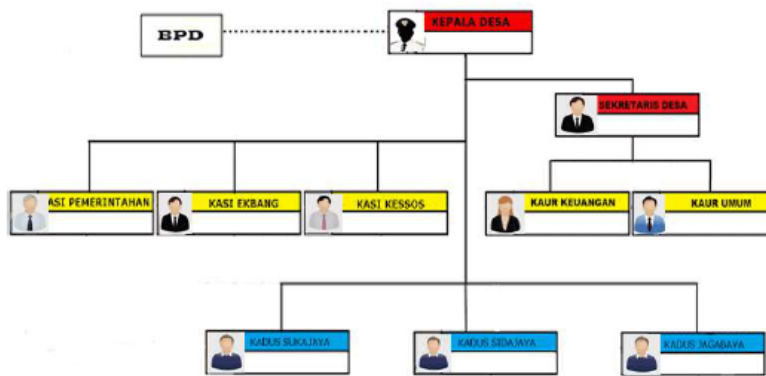 KEPALA DESA
BPD
SEKRETARIS DESA
ASI PEMERINTAHAN
KASI EKBANG
KASI KESSOS
KAUR KEUANGAN
KAUR UMUM
KADUS SUKAJAYA
KADUS SIDAJAYA
KADUS JAGABAYA